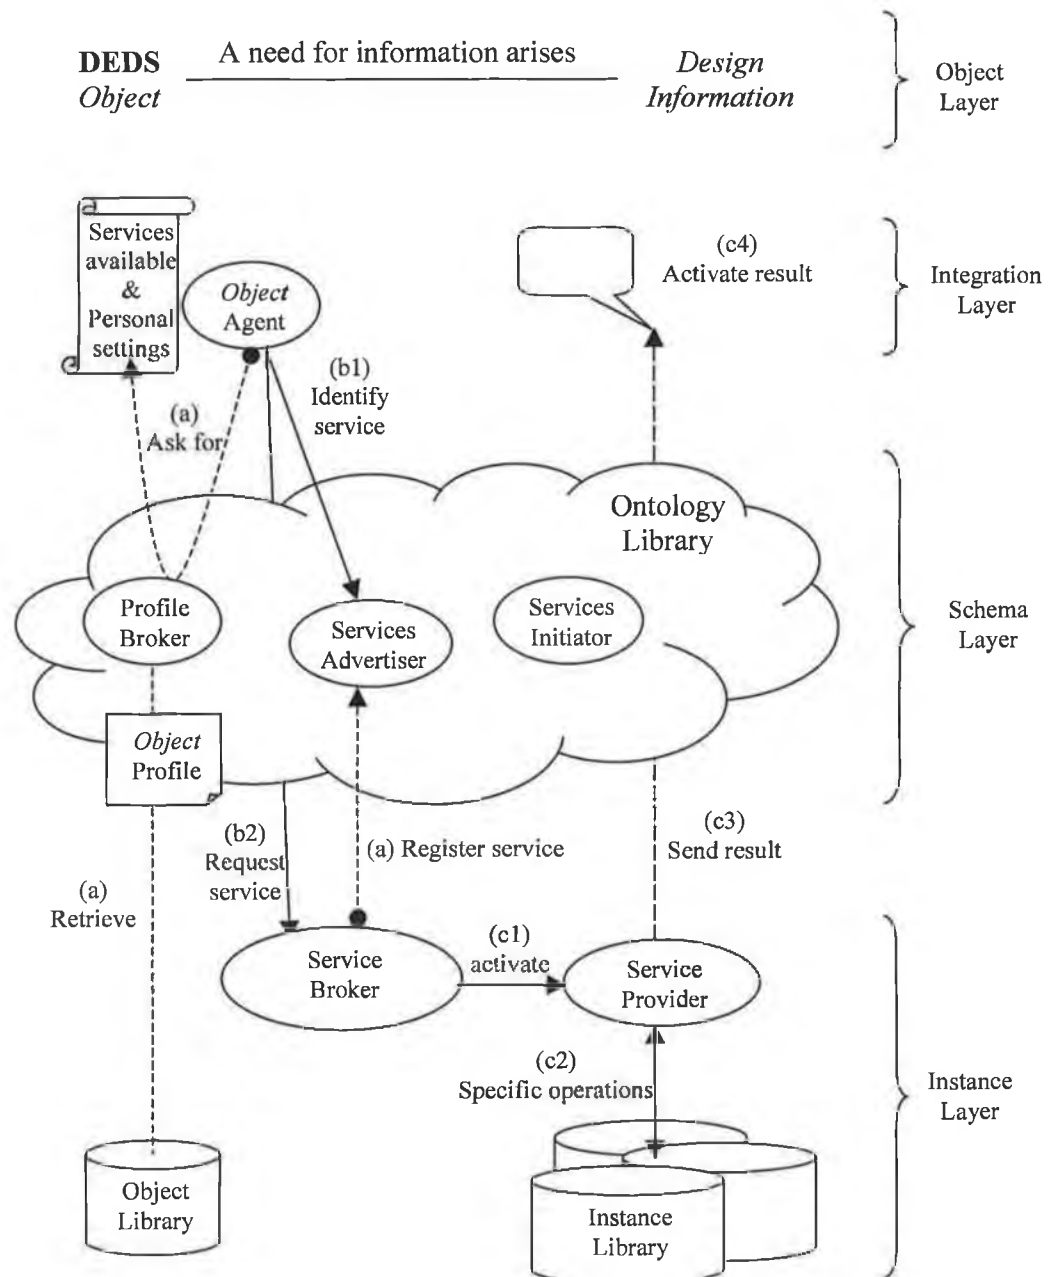 DEDS
Object
A need for information arises
Design
Information
Object
Layer
Services
available
&
Personal
settings
Object
Agent
(c4)
Activate result
Integration
Layer
(b1)
Identify
service
(a)
Ask for
Ontology
Library
Profile
Broker
Services
Advertiser
Services
Initiator
Schema
Layer
Object
Profile
(b2)
Request
service
(a) Register service
(c3)
Send result
(a)
Retrieve
Service
Broker
(c1)
activate
Service
Provider
(c2)
Specific operations
Instance
Layer
Object
Library
Instance
Library